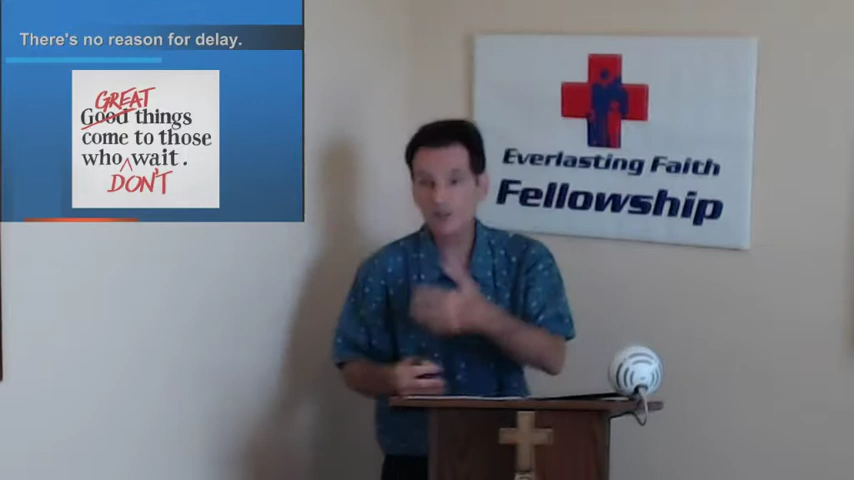 There's no reason for delay.
GREAT
Good things
come to those
who wait.
DON'T
Everlasting Faith
Fellowship